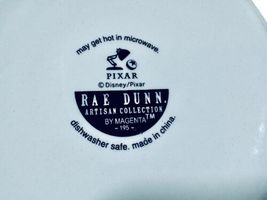 may get hot in microwave.
PIXAR
© Disney/Pixar
RAE DUNN.
ARTISAN COLLECTION
BY MAGENTA™
- 195 -
dishwasher safe. made in china.